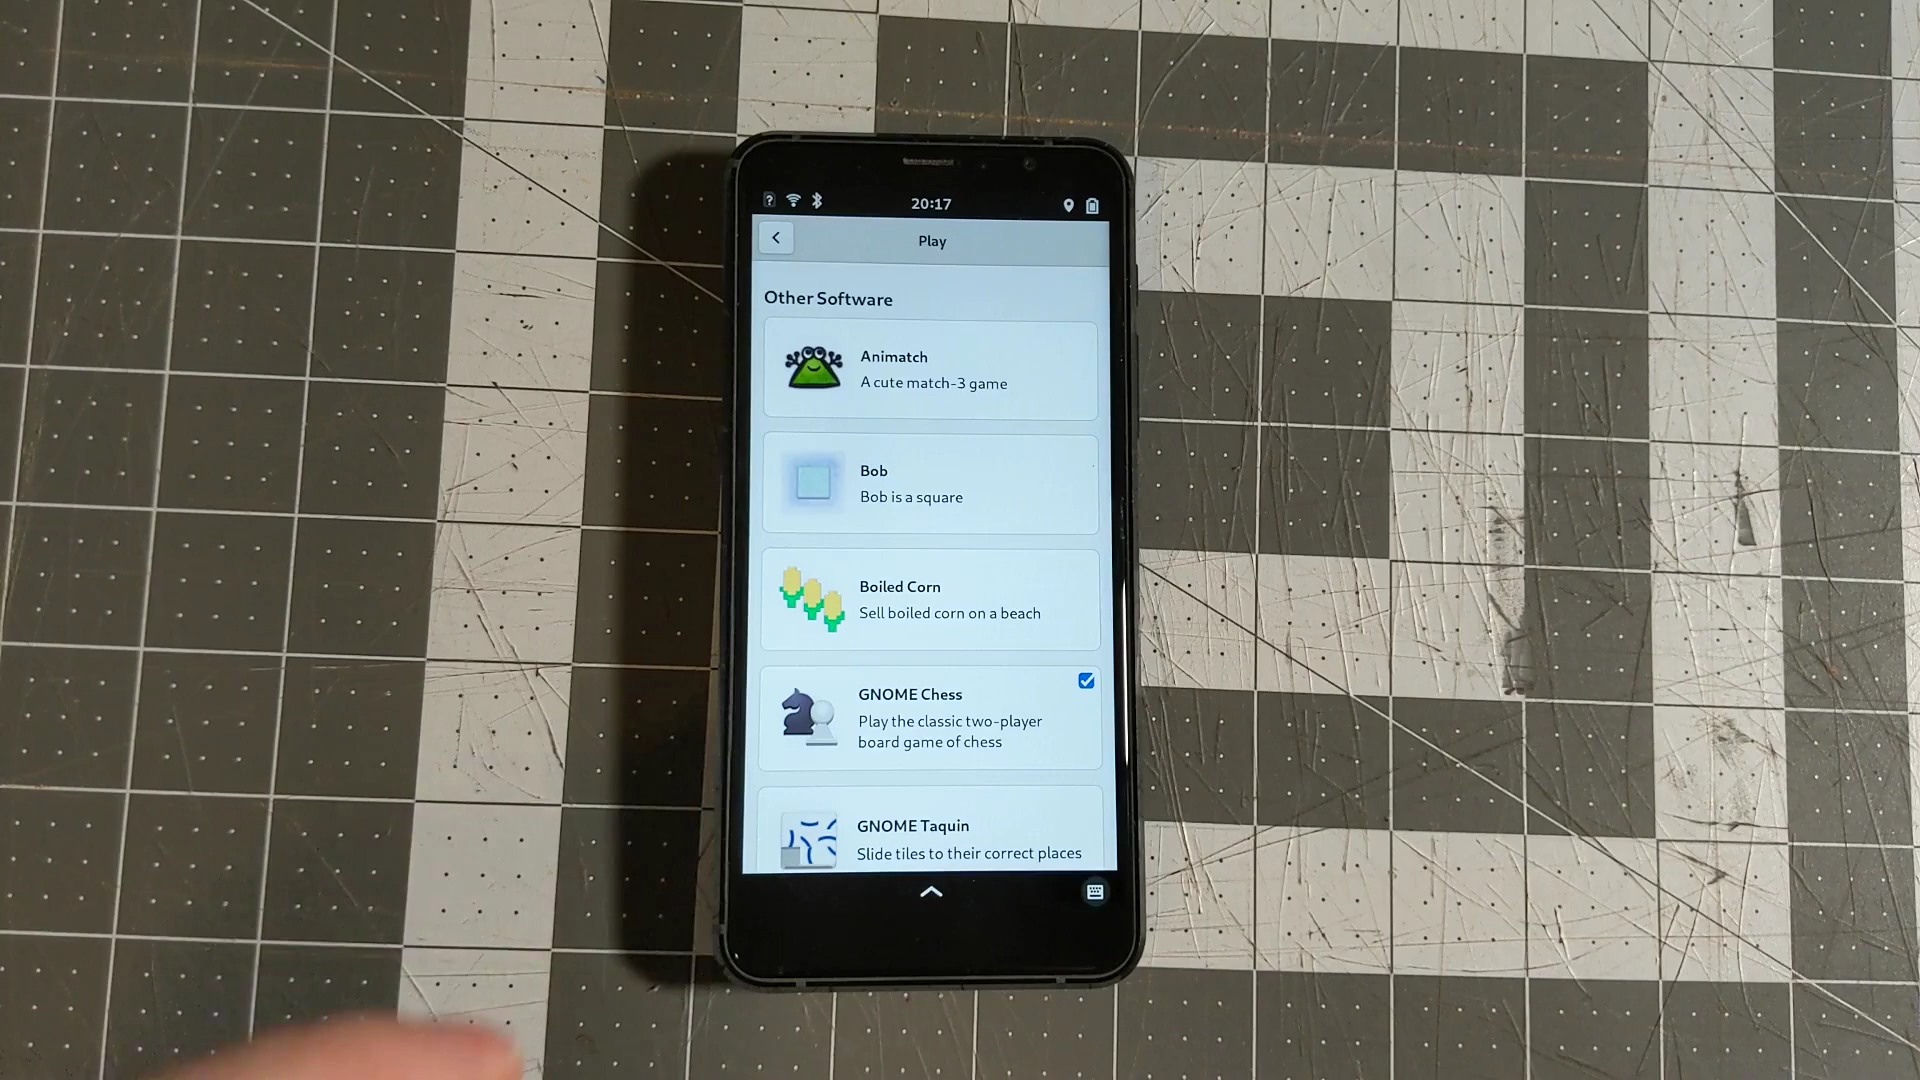 20:17
Play
Other Software
Animatch
A cute match-3 game
Bob
Bob is a square
Boiled Corn
Sell boiled corn on a beach
GNOME Chess
Play the classic two-player
board game of chess
GNOME Taquin
Slide tiles to their correct places